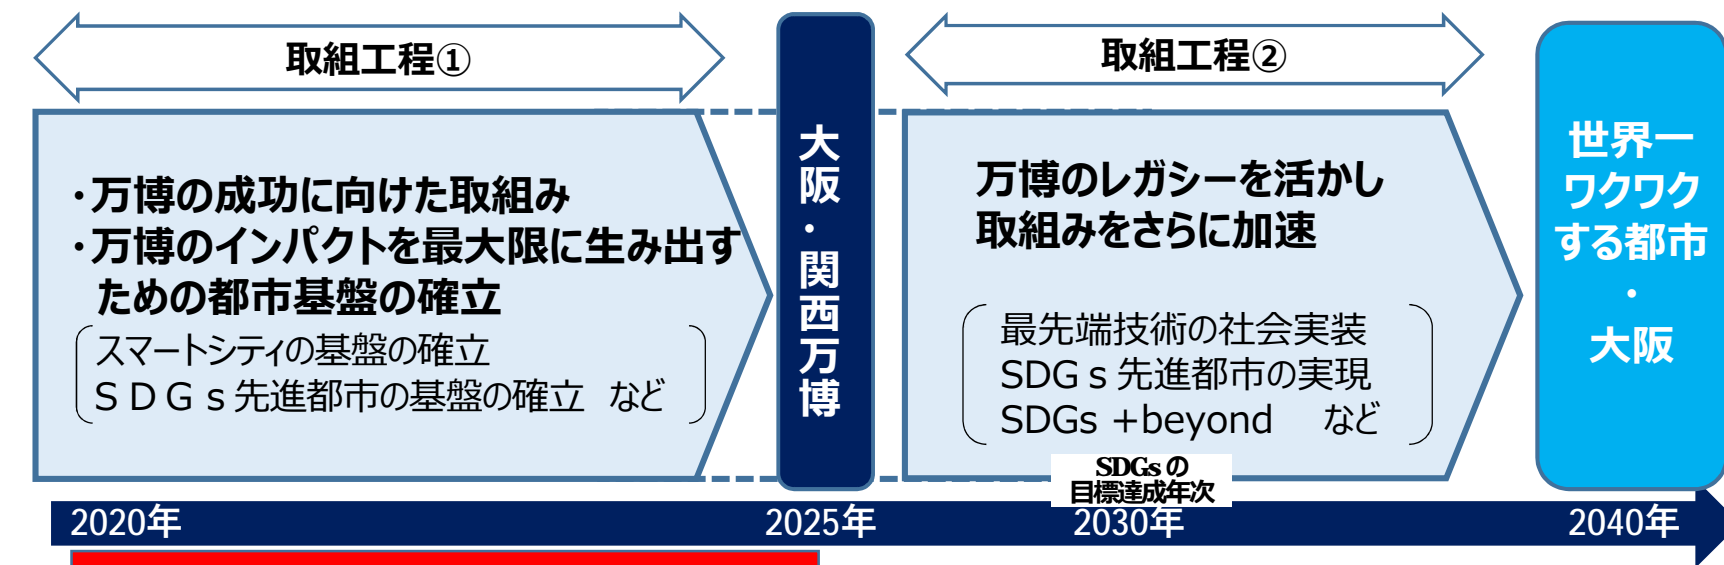 取組工程①
・万博の成功に向けた取組み
・万博のインパクトを最大限に生み出す
ための都市基盤の確立
スマートシティの基盤の確立
ＳＤＧｓ先進都市の基盤の確立　など
大阪・関西万博
取組工程②
万博のレガシーを活かし
取組みをさらに加速
最先端技術の社会実装
SDGｓ先進都市の実現
SDGs +beyond　など
SDGsの
目標達成年次
世界一
ワクワク
する都市
・
大阪
2020年
2025年
2030年
2040年